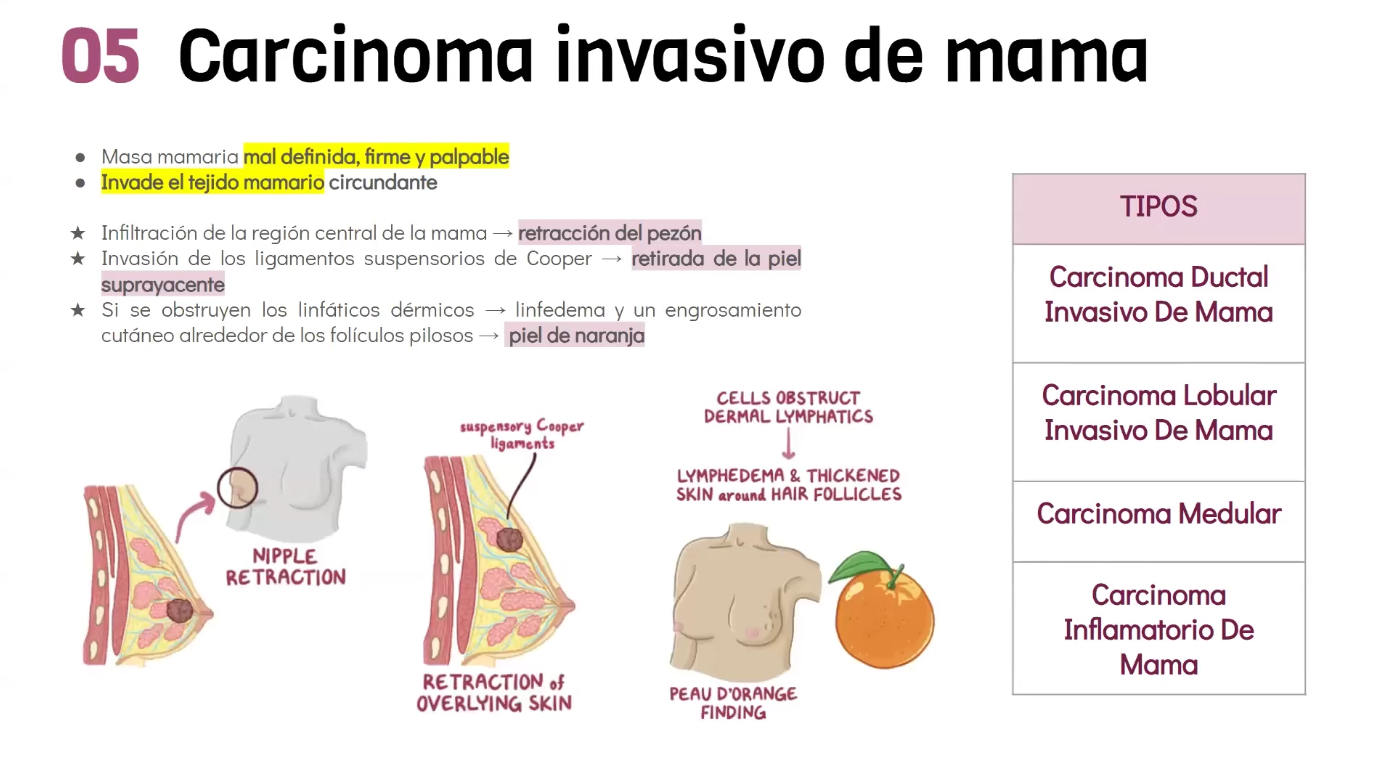 05 Carcinoma invasivo de mama
● Masa mamaria mal definida, firme y palpable
● Invade el tejido mamario circundante
★ Infiltración de la región central de la mama → retracción del pezón
★ Invasión de los ligamentos suspensorios de Cooper → retirada de la piel
suprayacente
★ Si se obstruyen los linfáticos dérmicos → linfedema y un engrosamiento
cutáneo alrededor de los folículos pilosos → piel de naranja
NIPPLE
RETRACTION
suspensory Cooper
ligaments
RETRACTION of
OVERLYING SKIN
CELLS OBSTRUCT
DERMAL LYMPHATICS
LYMPHEDEMA & THICKENED
SKIN around HAIR FOLLICLES
PEAU D'ORANGE
FINDING
TIPOS
Carcinoma Ductal
Invasivo De Mama
Carcinoma Lobular
Invasivo De Mama
Carcinoma Medular
Carcinoma
Inflamatorio De
Mama